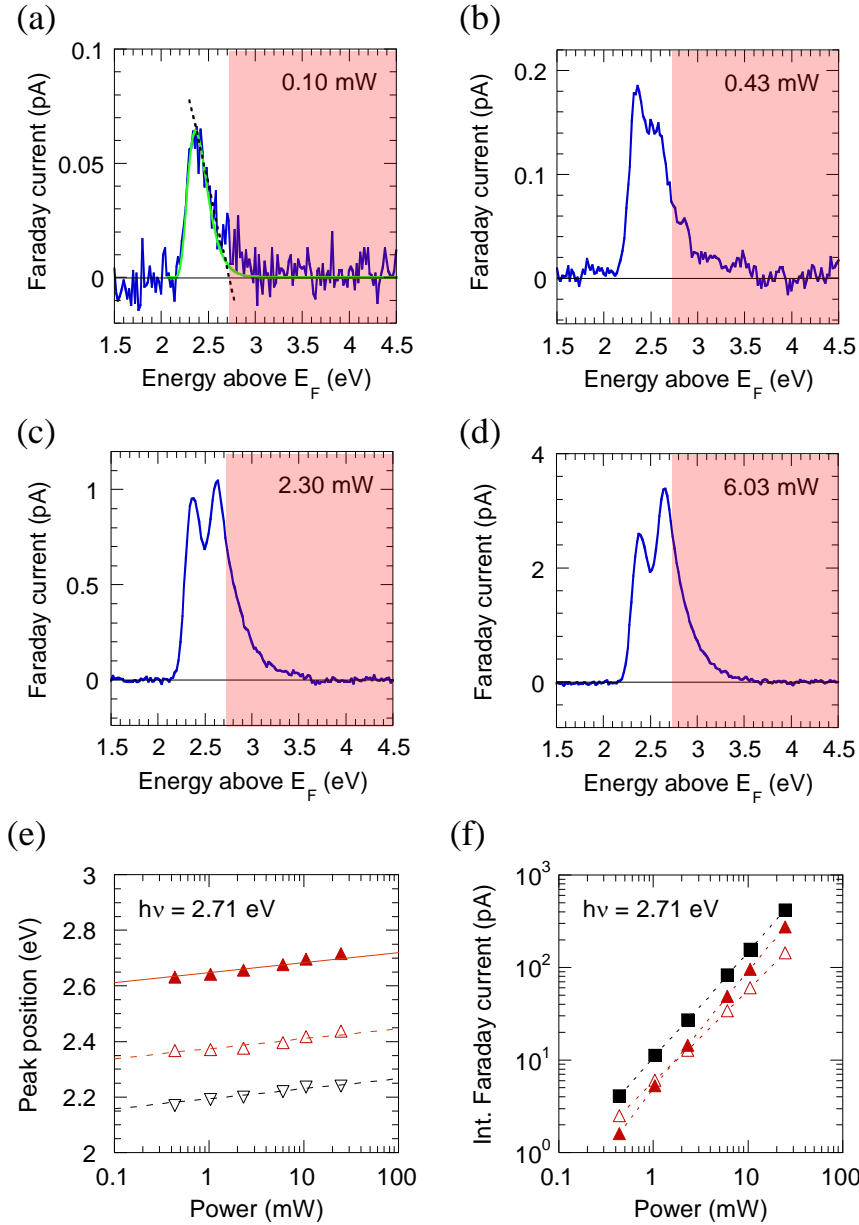 (a)
0.1
0.05
0
Faraday current (pA)
0.10 mW
1.5 2 2.5 3 3.5 4 4.5
Energy above E_F (eV)
(b)
0.2
0.1
0
Faraday current (pA)
0.43 mW
1.5 2 2.5 3 3.5 4 4.5
Energy above E_F (eV)
(c)
1
0.5
0
Faraday current (pA)
2.30 mW
1.5 2 2.5 3 3.5 4 4.5
Energy above E_F (eV)
(d)
4
2
0
Faraday current (pA)
6.03 mW
1.5 2 2.5 3 3.5 4 4.5
Energy above E_F (eV)
(e)
3
2.8
2.6
2.4
2.2
2
Peak position (eV)
hν = 2.71 eV
0.1 1 10 100
Power (mW)
(f)
10^3
10^2
10^1
10^0
Int. Faraday current (pA)
hν = 2.71 eV
0.1 1 10 100
Power (mW)